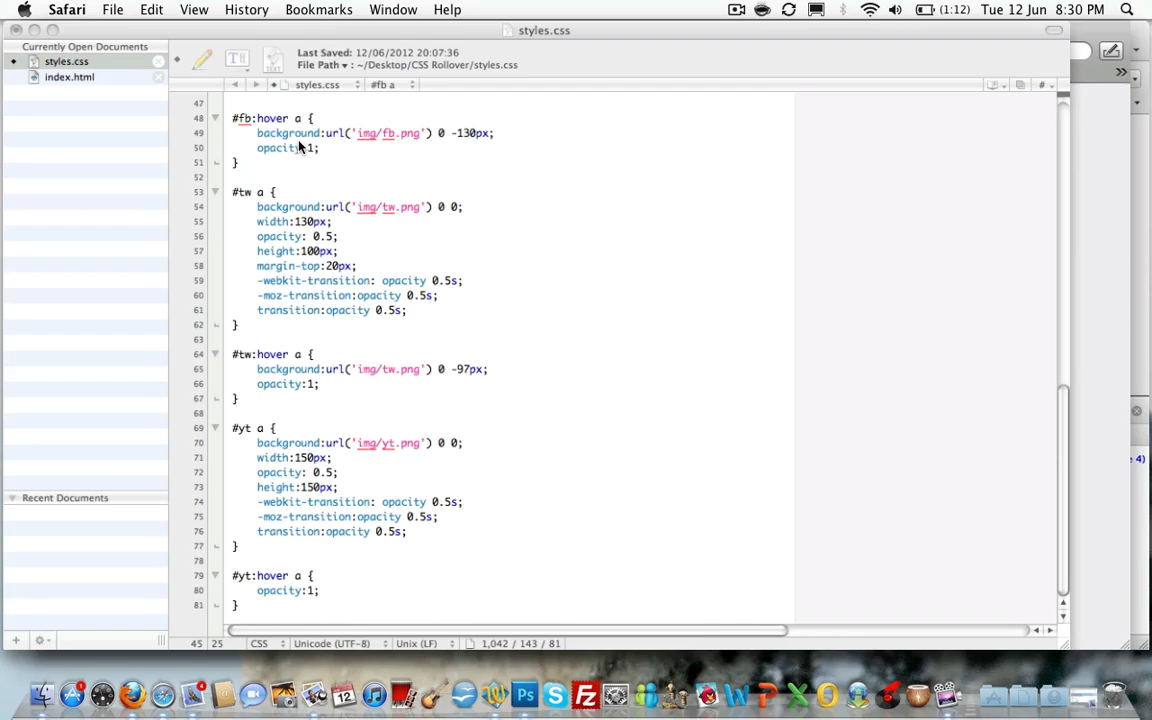 Safari File Edit View History Bookmarks Window Help (1:12) Tue 12 Jun 8:30 PM
styles.css
Currently Open Documents
styles.css
index.html
Last Saved: 12/06/2012 20:07:36
File Path ▾ : ~/Desktop/CSS Rollover/styles.css
styles.css #fb a #
47
48 #fb:hover a {
49 background:url('img/fb.png') 0 -130px;
50 opacity:1;
51 }
52
53 #tw a {
54 background:url('img/tw.png') 0 0;
55 width:130px;
56 opacity: 0.5;
57 height:100px;
58 margin-top:20px;
59 -webkit-transition: opacity 0.5s;
60 -moz-transition:opacity 0.5s;
61 transition:opacity 0.5s;
62 }
63
64 #tw:hover a {
65 background:url('img/tw.png') 0 -97px;
66 opacity:1;
67 }
68
69 #yt a {
70 background:url('img/yt.png') 0 0;
71 width:150px;
72 opacity: 0.5;
73 height:150px;
74 -webkit-transition: opacity 0.5s;
75 -moz-transition:opacity 0.5s;
76 transition:opacity 0.5s;
77 }
78
79 #yt:hover a {
80 opacity:1;
81 }
e 4)
Recent Documents
45 25 CSS Unicode (UTF-8) Unix (LF) 1,042 / 143 / 81
4 4 12 Ps S Fz W P X O